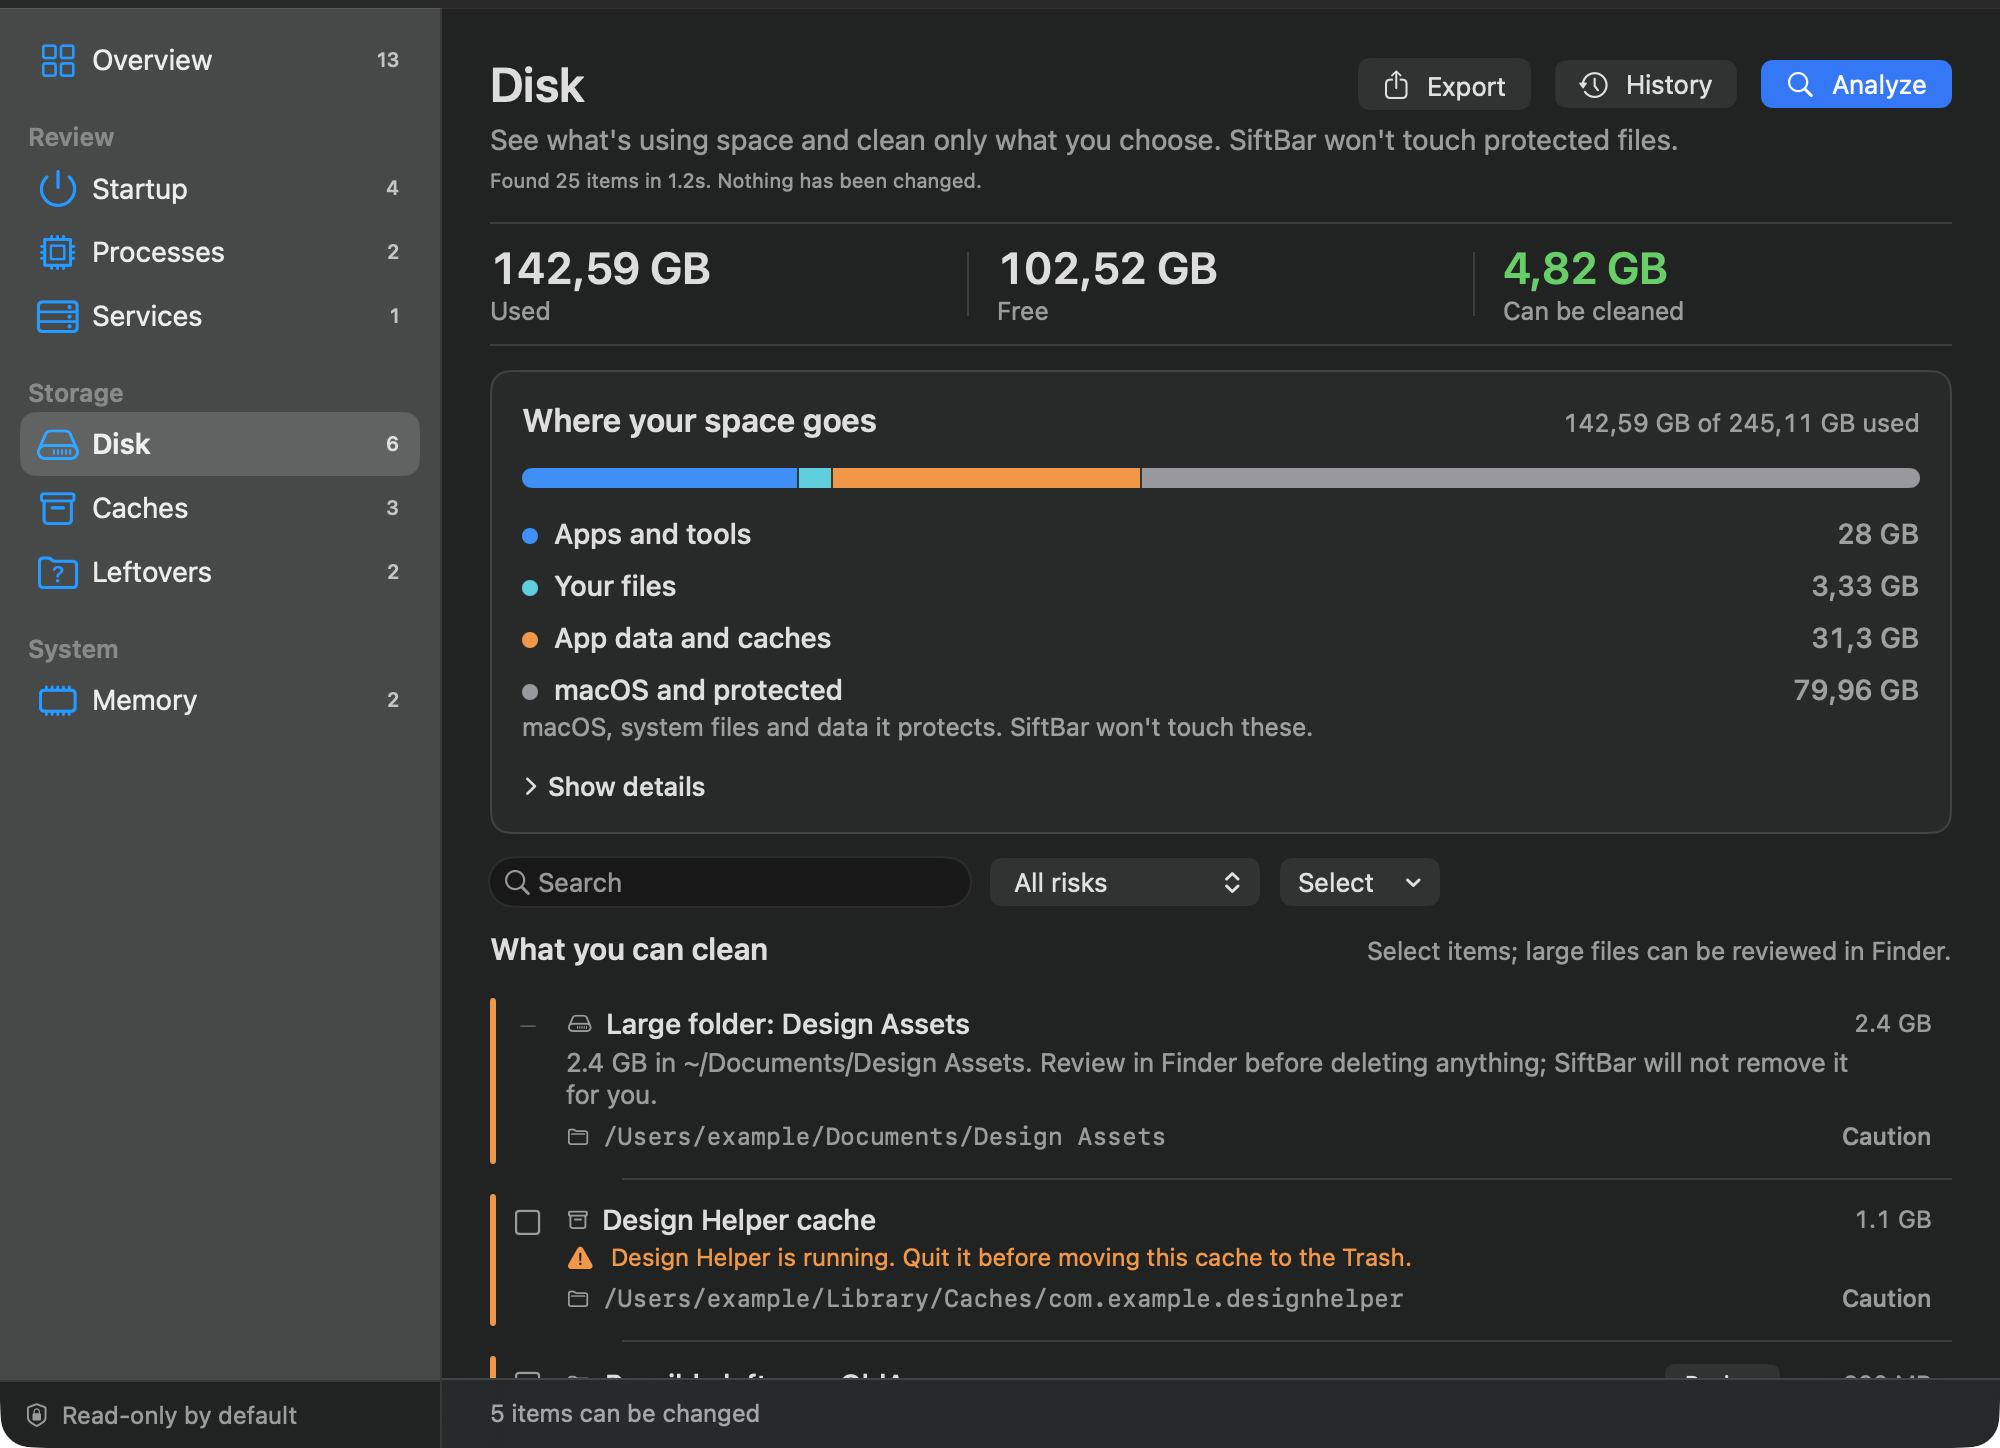 Overview 13
Review
Startup 4
Processes 2
Services 1
Storage
Disk 6
Caches 3
Leftovers 2
System
Memory 2
Read-only by default
Disk
Export
History
Analyze
See what's using space and clean only what you choose. SiftBar won't touch protected files.
Found 25 items in 1.2s. Nothing has been changed.
142,59 GB
Used
102,52 GB
Free
4,82 GB
Can be cleaned
Where your space goes
142,59 GB of 245,11 GB used
Apps and tools 28 GB
Your files 3,33 GB
App data and caches 31,3 GB
macOS and protected 79,96 GB
macOS, system files and data it protects. SiftBar won't touch these.
Show details
Search
All risks
Select
What you can clean
Select items; large files can be reviewed in Finder.
Large folder: Design Assets 2.4 GB
2.4 GB in ~/Documents/Design Assets. Review in Finder before deleting anything; SiftBar will not remove it
for you.
/Users/example/Documents/Design Assets Caution
Design Helper cache 1.1 GB
Design Helper is running. Quit it before moving this cache to the Trash.
/Users/example/Library/Caches/com.example.designhelper Caution
5 items can be changed